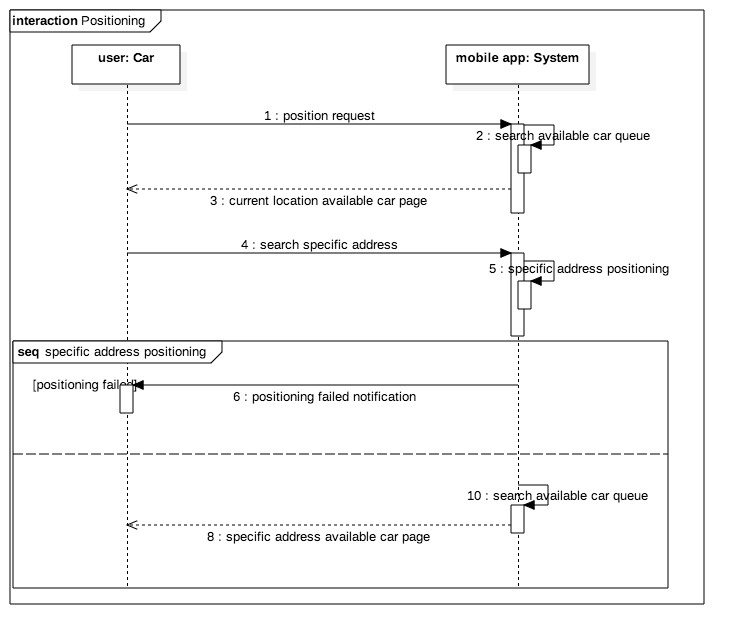 interaction Positioning
user: Car
mobile app: System
1 : position request
2 : search available car queue
3 : current location available car page
4 : search specific address
5 : specific address positioning
seq specific address positioning
[positioning failed]
6 : positioning failed notification
10 : search available car queue
8 : specific address available car page